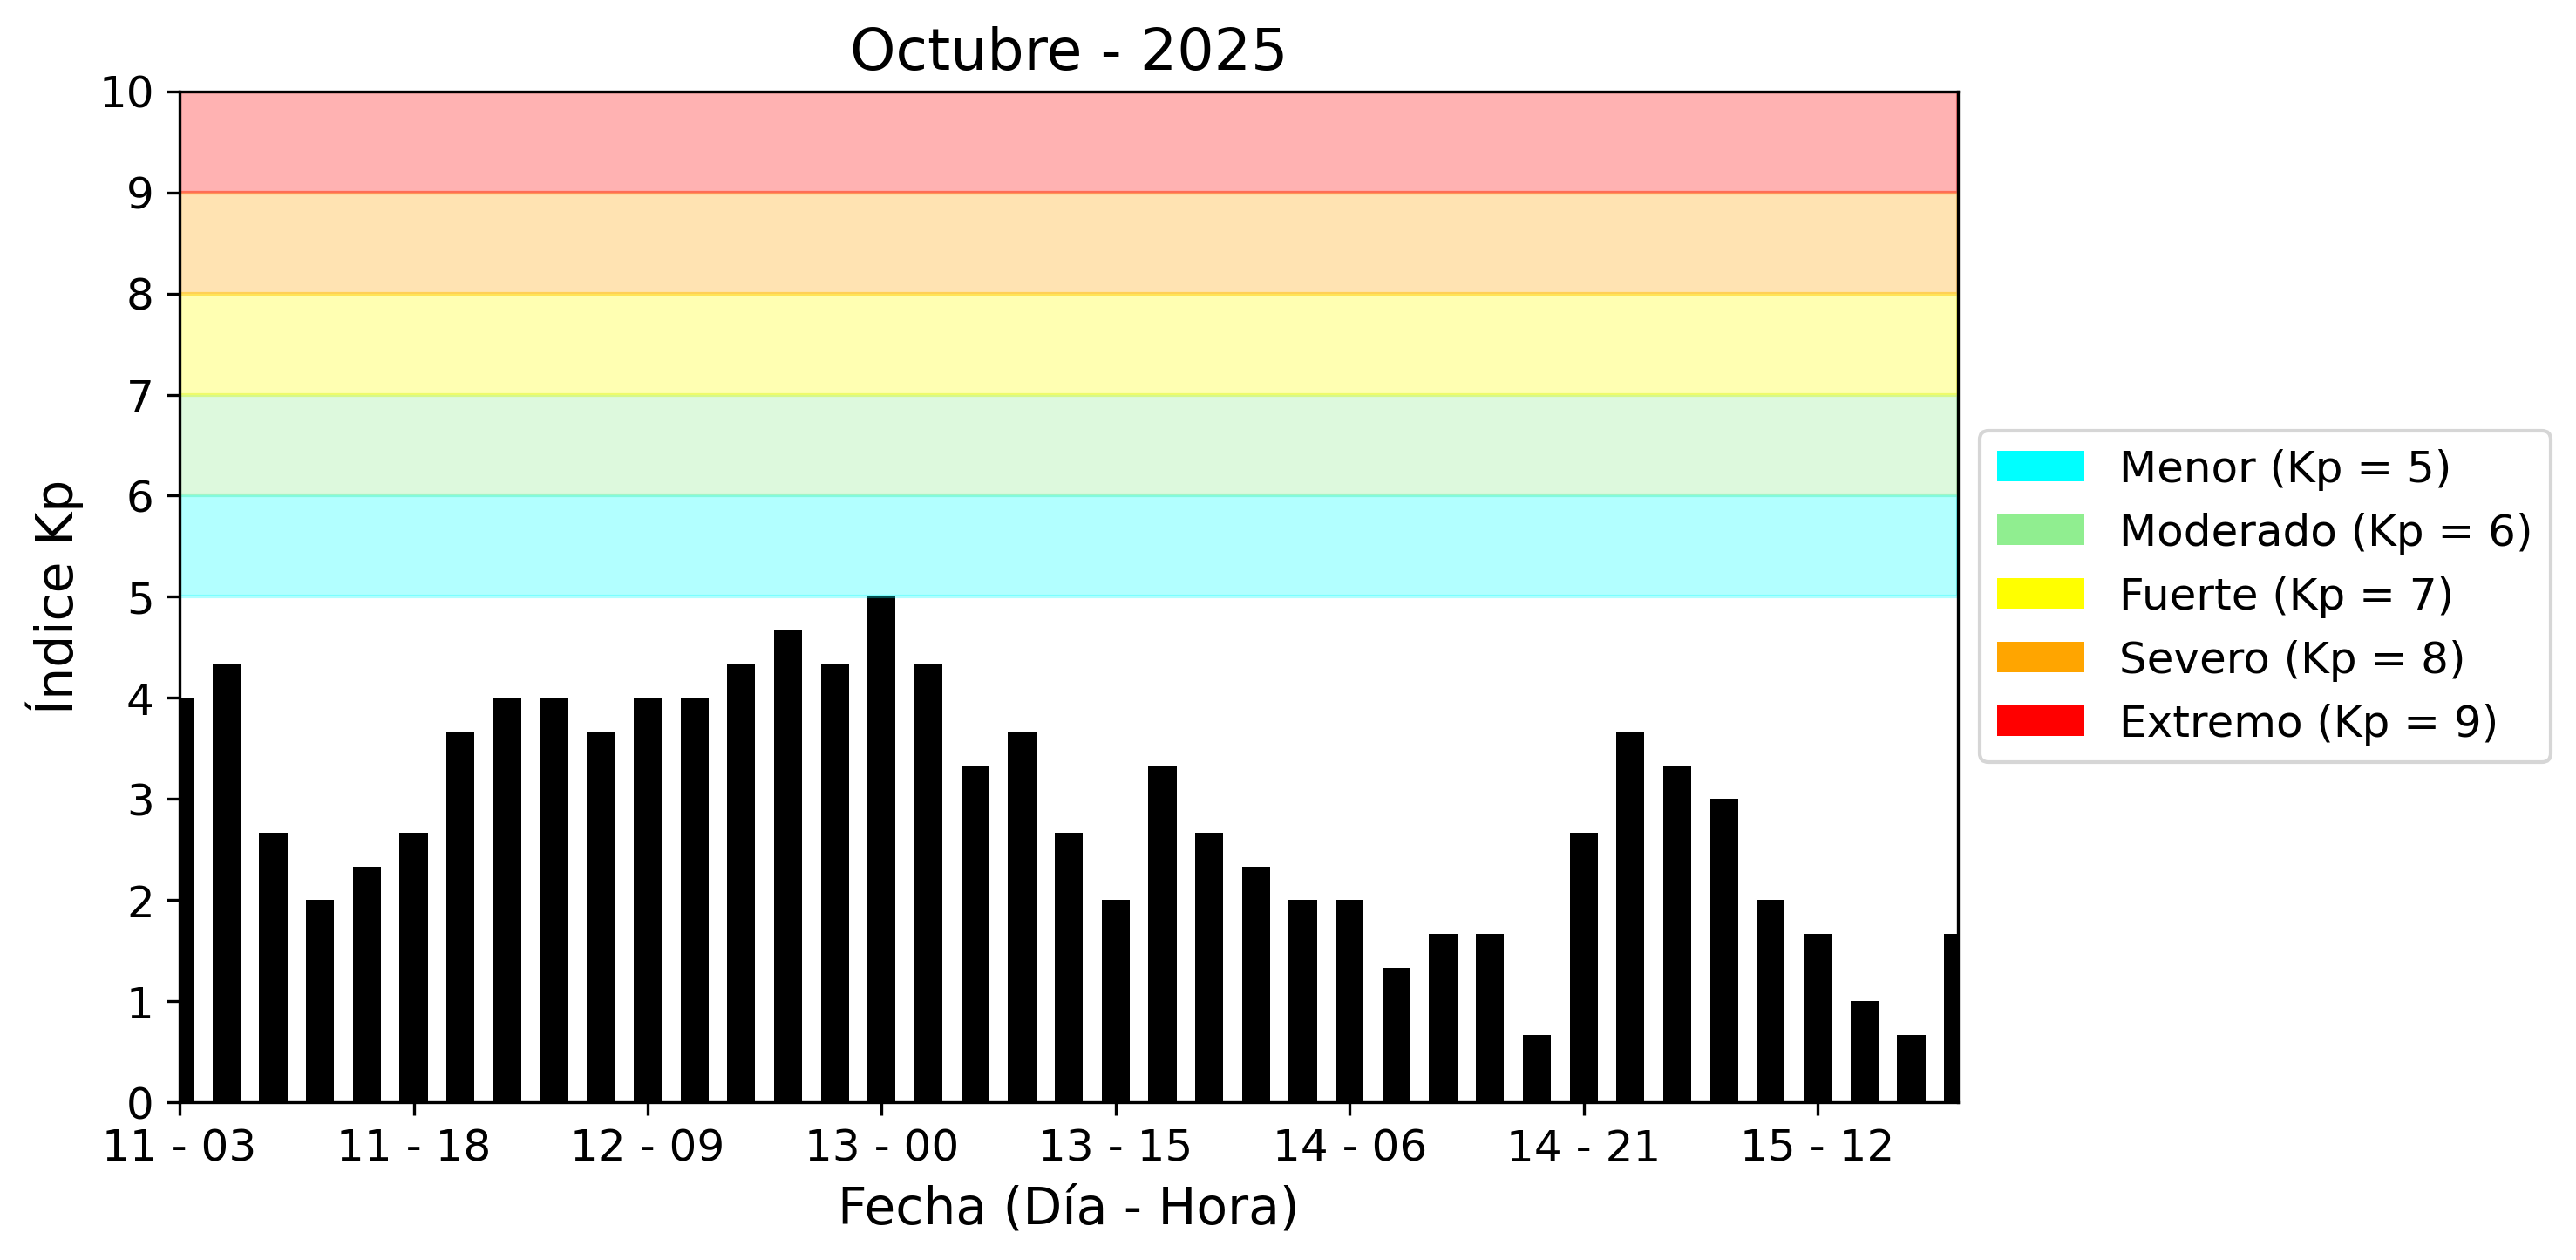 Octubre - 2025
Índice Kp
10
9
8
7
6
5
4
3
2
1
0
11 - 03
11 - 18
12 - 09
13 - 00
13 - 15
14 - 06
14 - 21
15 - 12
Fecha (Día - Hora)
Menor (Kp = 5)
Moderado (Kp = 6)
Fuerte (Kp = 7)
Severo (Kp = 8)
Extremo (Kp = 9)